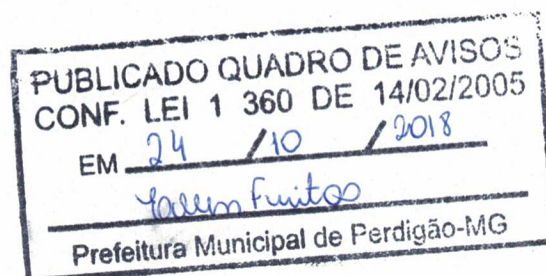 PUBLICADO QUADRO DE AVISOS
CONF. LEI 1 360 DE 14/02/2005
EM 24 / 10 / 2018
Freitas
Prefeitura Municipal de Perdigão-MG